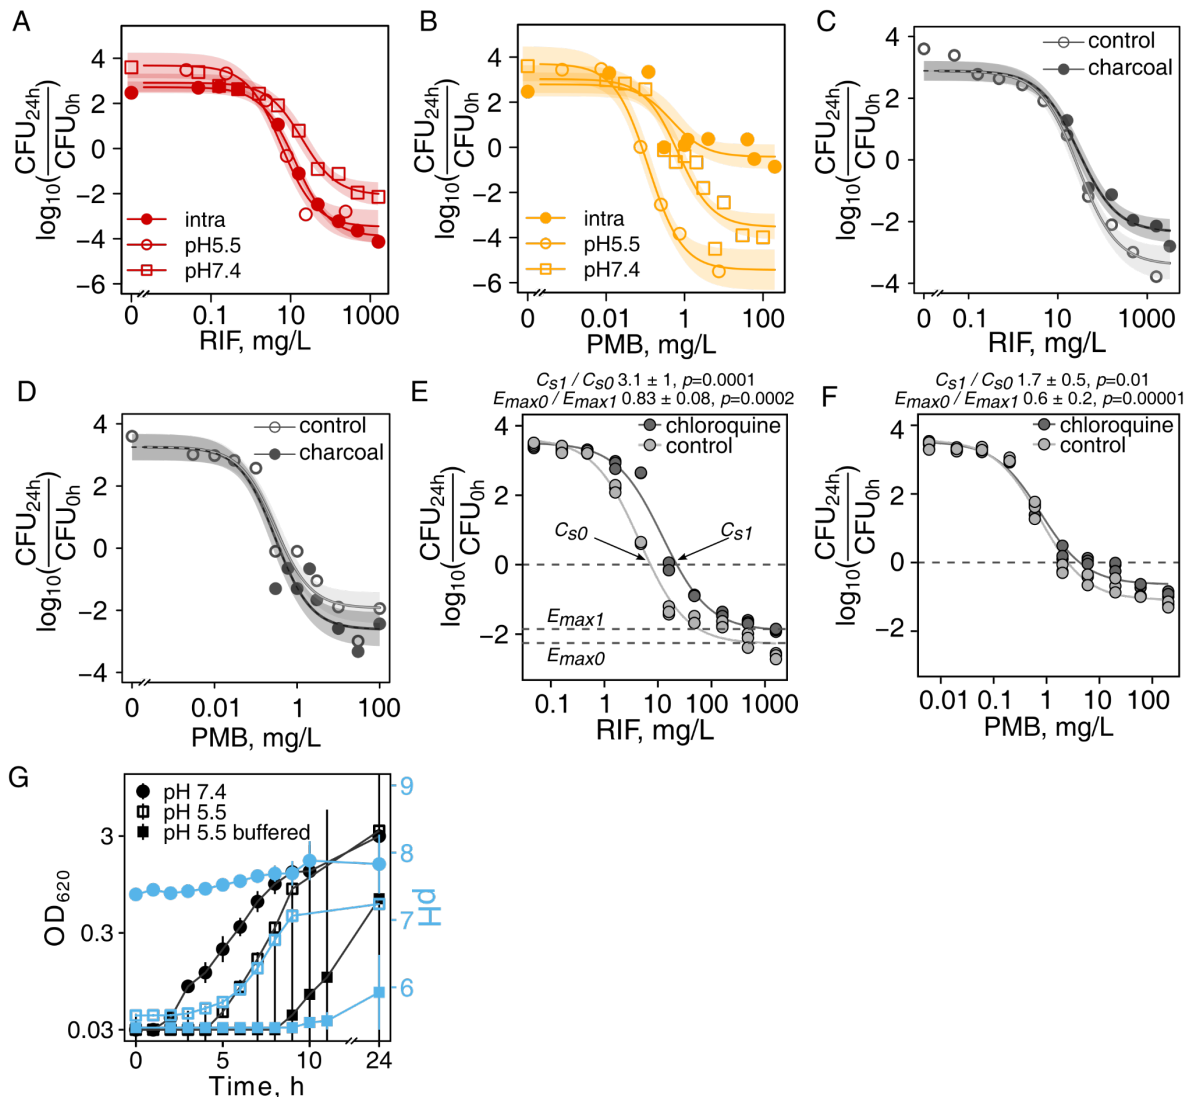 A
log10(CFU24h/CFU0h)
4
2
0
−2
−4
−6
intra
pH5.5
pH7.4
0
0.1
10
1000
RIF, mg/L
B
log10(CFU24h/CFU0h)
4
2
0
−2
−4
−6
intra
pH5.5
pH7.4
0
0.01
1
100
PMB, mg/L
C
log10(CFU24h/CFU0h)
4
2
0
−2
−4
control
charcoal
0
0.1
10
1000
RIF, mg/L
D
log10(CFU24h/CFU0h)
4
2
0
−2
−4
control
charcoal
0
0.01
1
100
PMB, mg/L
E
Cs1 / Cs0 3.1 ± 1, p=0.0001
Emax0 / Emax1 0.83 ± 0.08, p=0.0002
log10(CFU24h/CFU0h)
4
2
0
−2
chloroquine
control
Cs0
Cs1
Emax1
Emax0
0.1
1
10
100
1000
RIF, mg/L
F
Cs1 / Cs0 1.7 ± 0.5, p=0.01
Emax0 / Emax1 0.6 ± 0.2, p=0.00001
log10(CFU24h/CFU0h)
4
2
0
−2
chloroquine
control
0.01
0.1
1
10
100
PMB, mg/L
G
OD620
3
0.3
0.03
pH 7.4
pH 5.5
pH 5.5 buffered
9
8
7
6
pH
0
5
10
24
Time, h